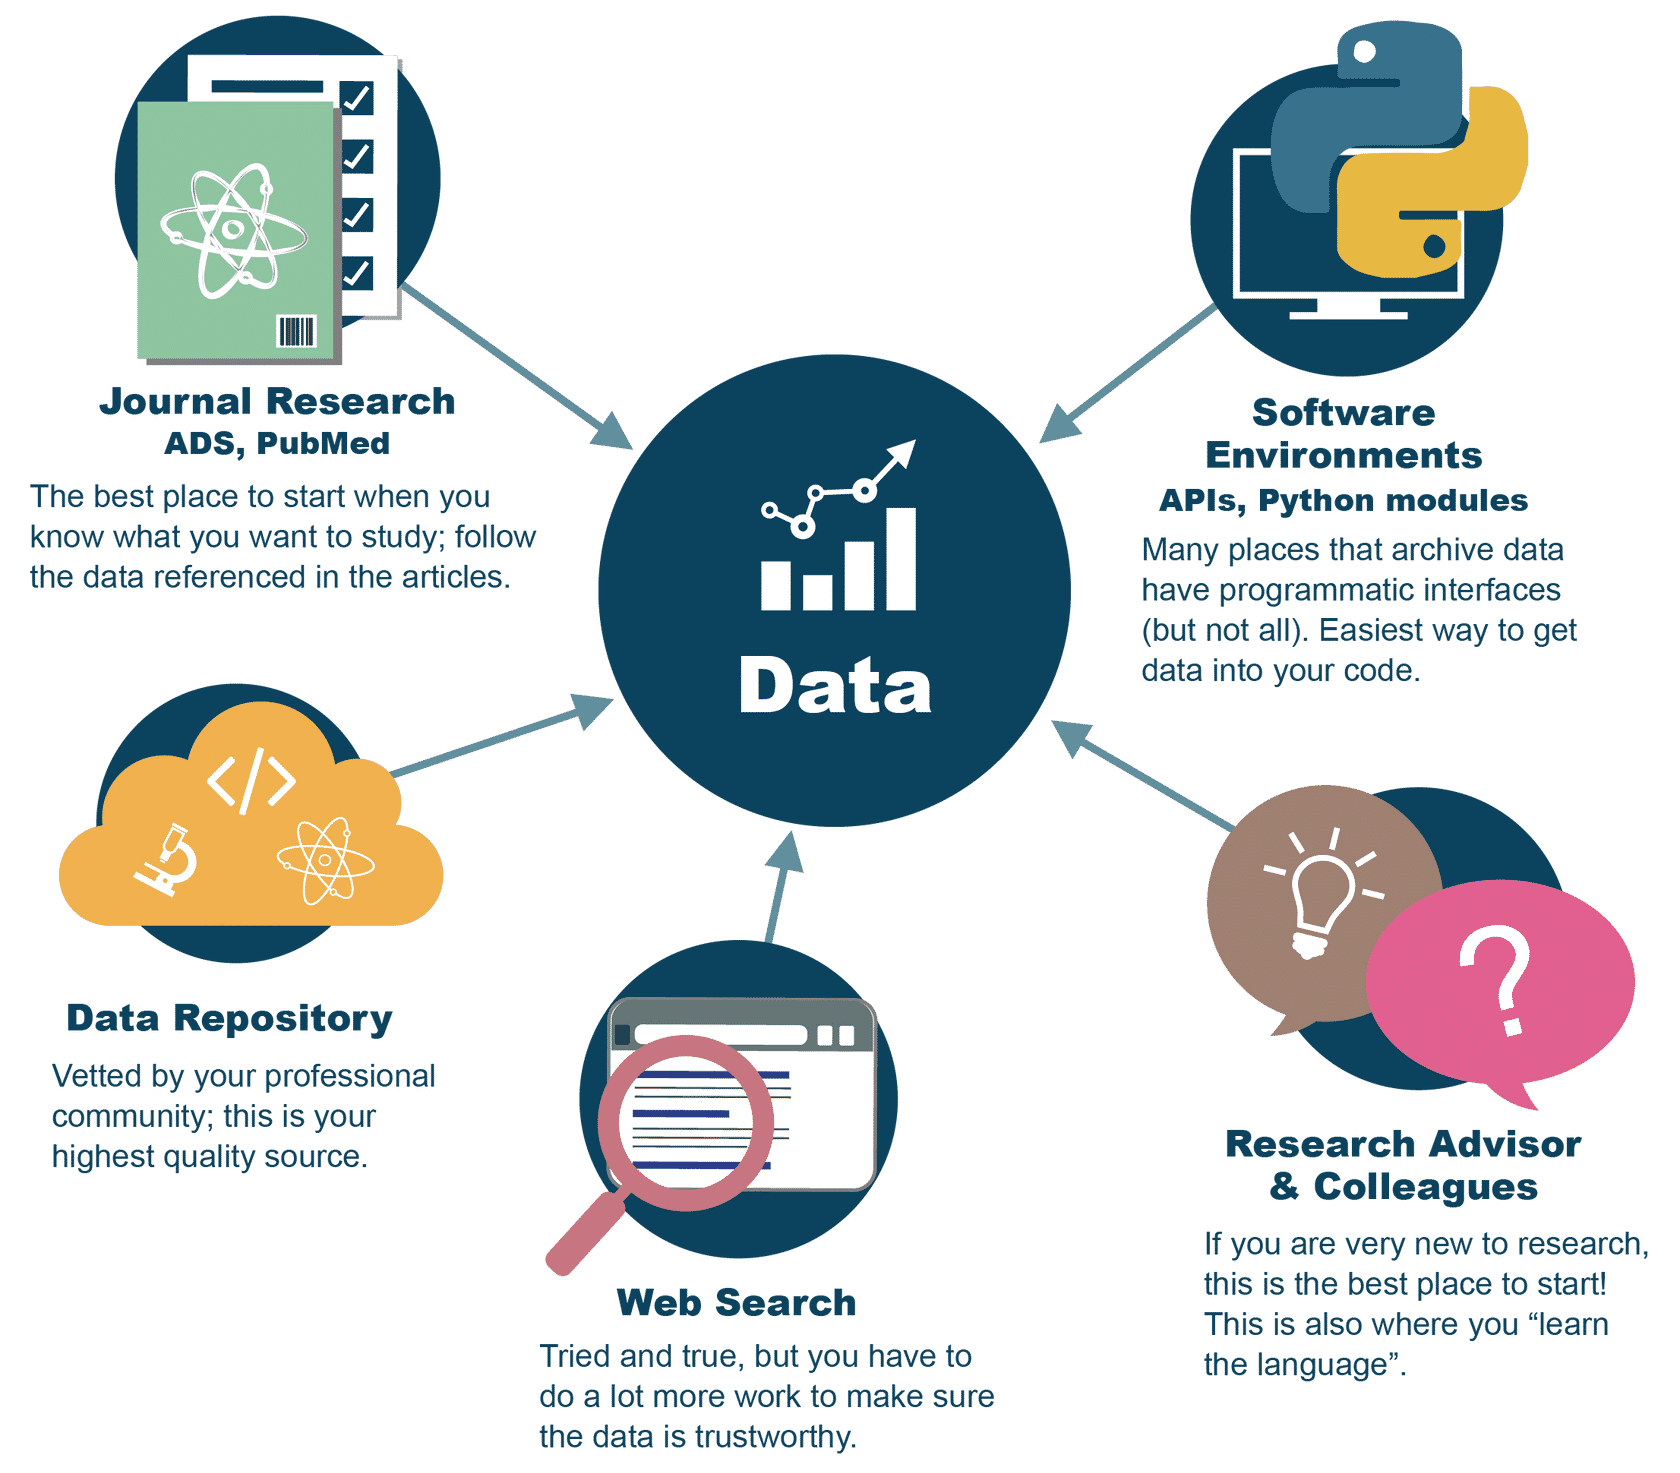 Journal Research
ADS, PubMed
The best place to start when you
know what you want to study; follow
the data referenced in the articles.
Software
Environments
APIs, Python modules
Many places that archive data
have programmatic interfaces
(but not all). Easiest way to get
data into your code.
Data
</>
Data Repository
Vetted by your professional
community; this is your
highest quality source.
?
Research Advisor
& Colleagues
If you are very new to research,
this is the best place to start!
This is also where you “learn
the language”.
Web Search
Tried and true, but you have to
do a lot more work to make sure
the data is trustworthy.